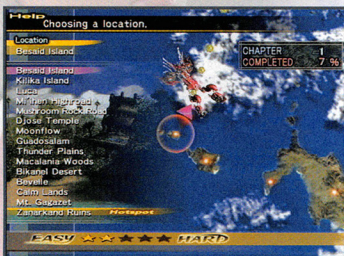 Help
Choosing a location.
Location
Besaid Island
CHAPTER 1
COMPLETED 7 %
Besaid Island
Kilika Island
Luca
Mi'ihen Highroad
Mushroom Rock Road
Djose Temple
Moonflow
Guadosalam
Thunder Plains
Macalania Woods
Bikanel Desert
Bevelle
Calm Lands
Mt. Gagazet
Zanarkand Ruins Hotspot
EASY HARD